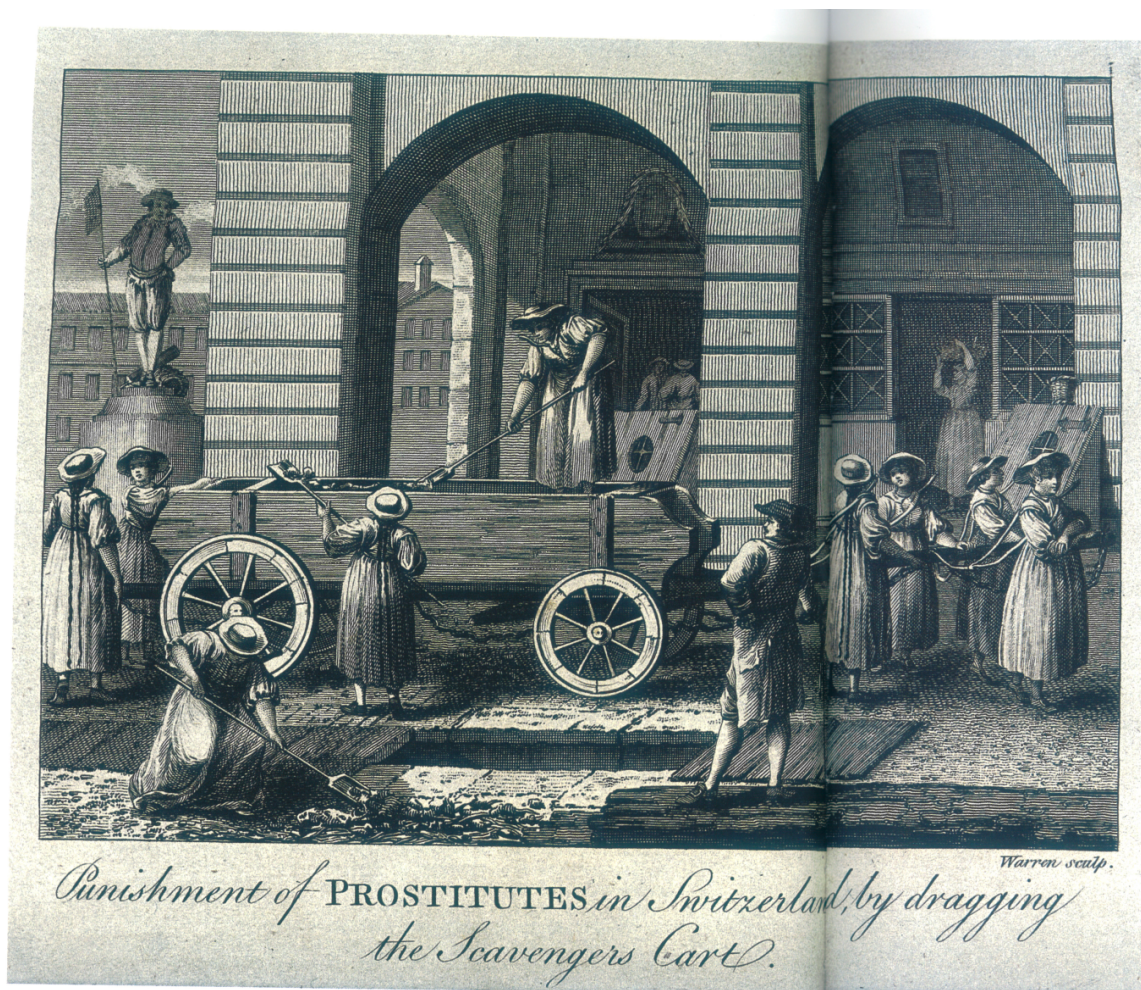 Warren sculp.
Punishment of PROSTITUTES in Switzerland, by dragging
the Scavengers Cart.